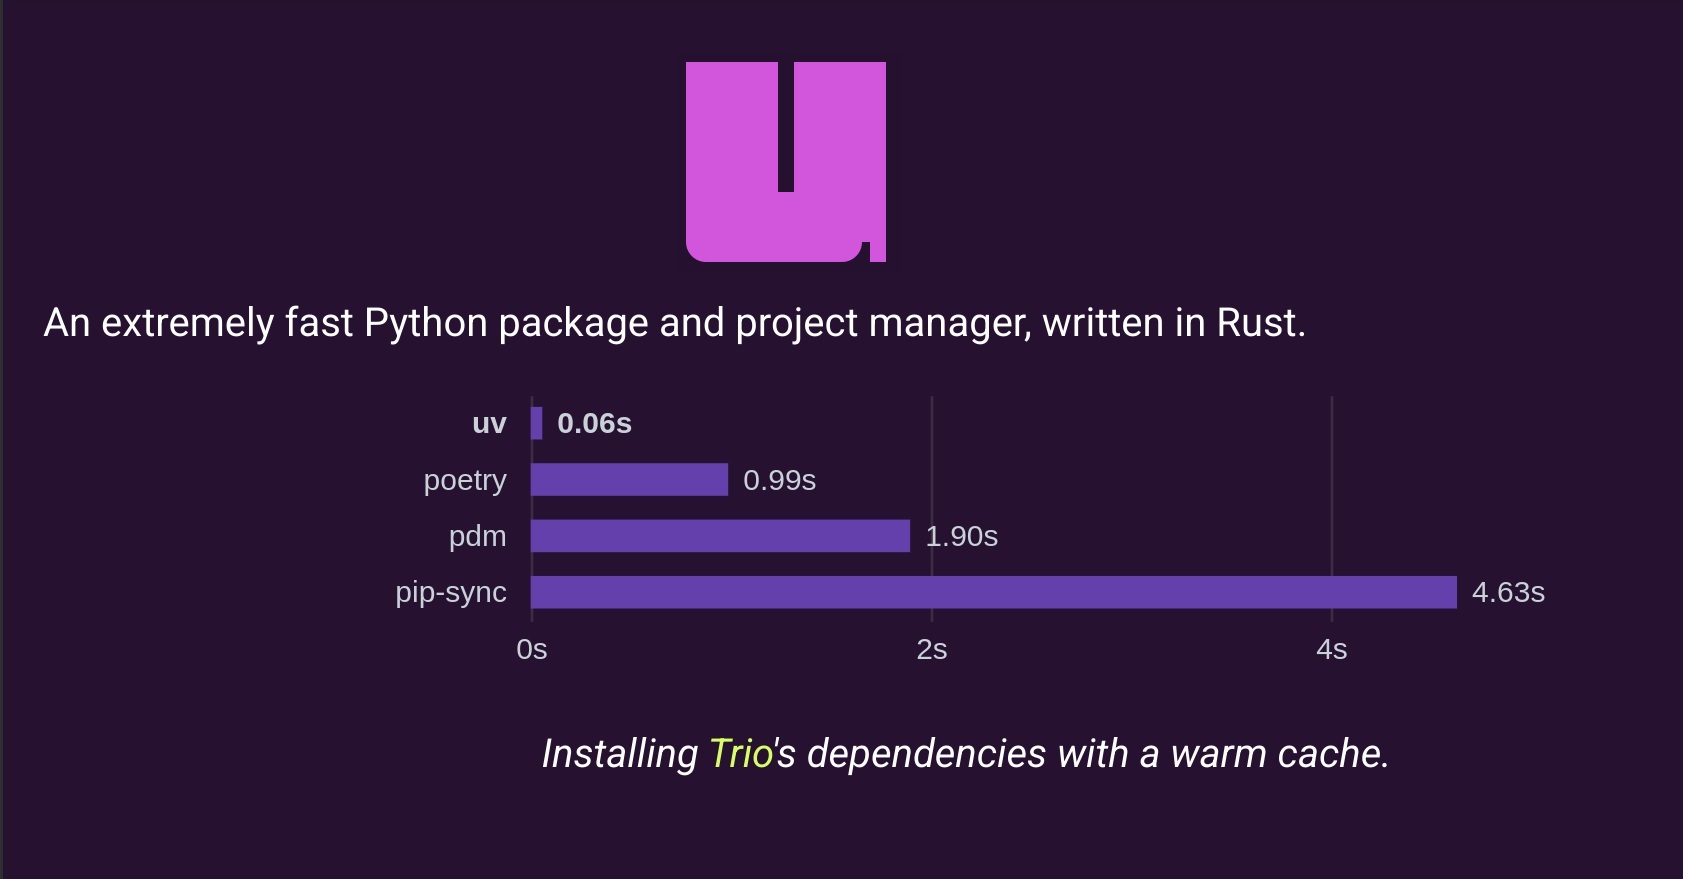 An extremely fast Python package and project manager, written in Rust.
uv 0.06s
poetry 0.99s
pdm 1.90s
pip-sync 4.63s
0s 2s 4s
Installing Trio's dependencies with a warm cache.